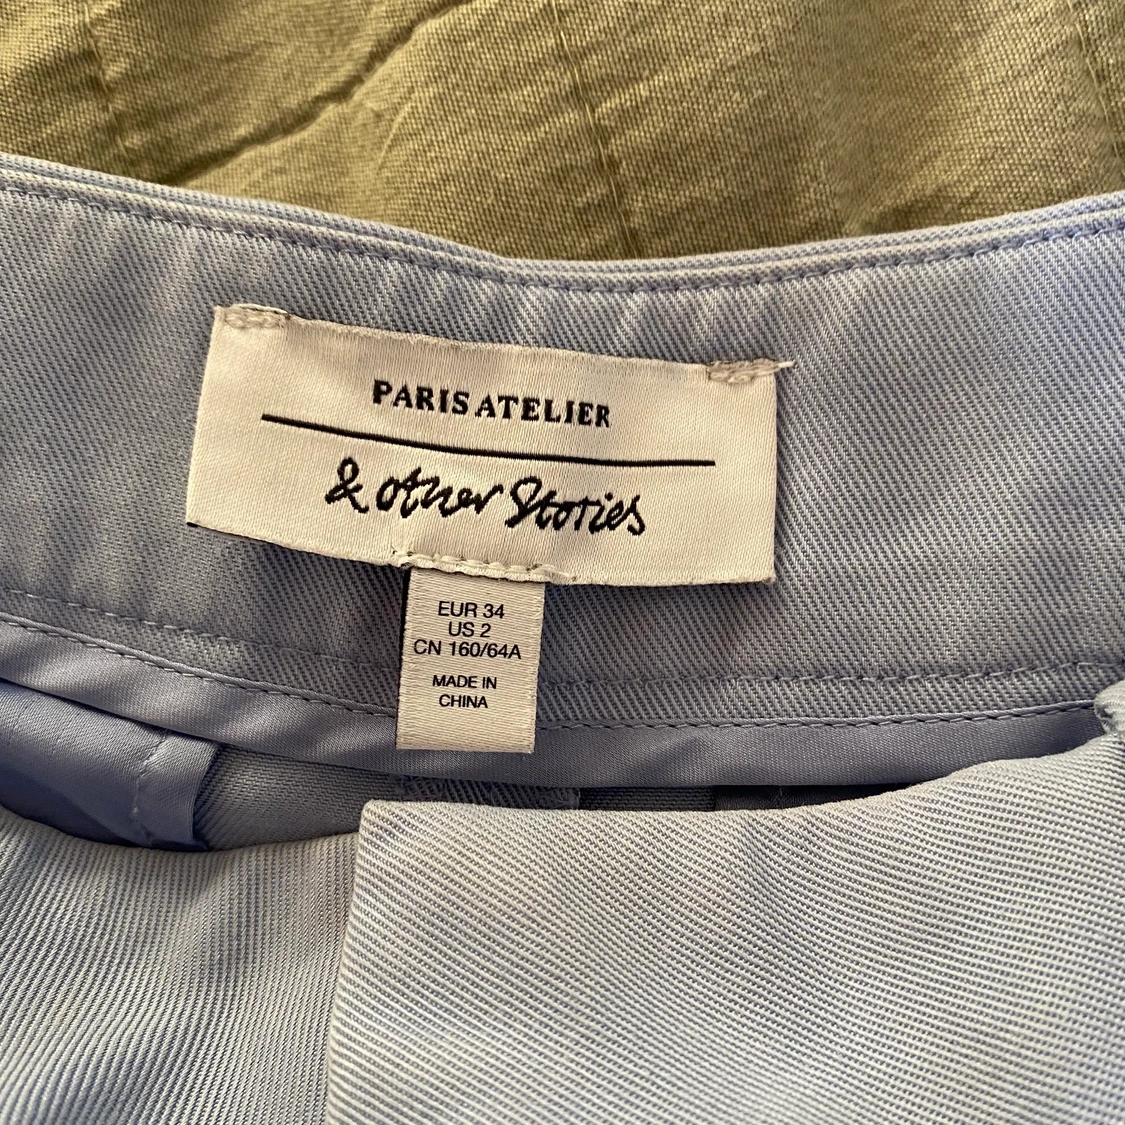 PARIS ATELIER
& other Stories
EUR 34
US 2
CN 160/64A
MADE IN
CHINA